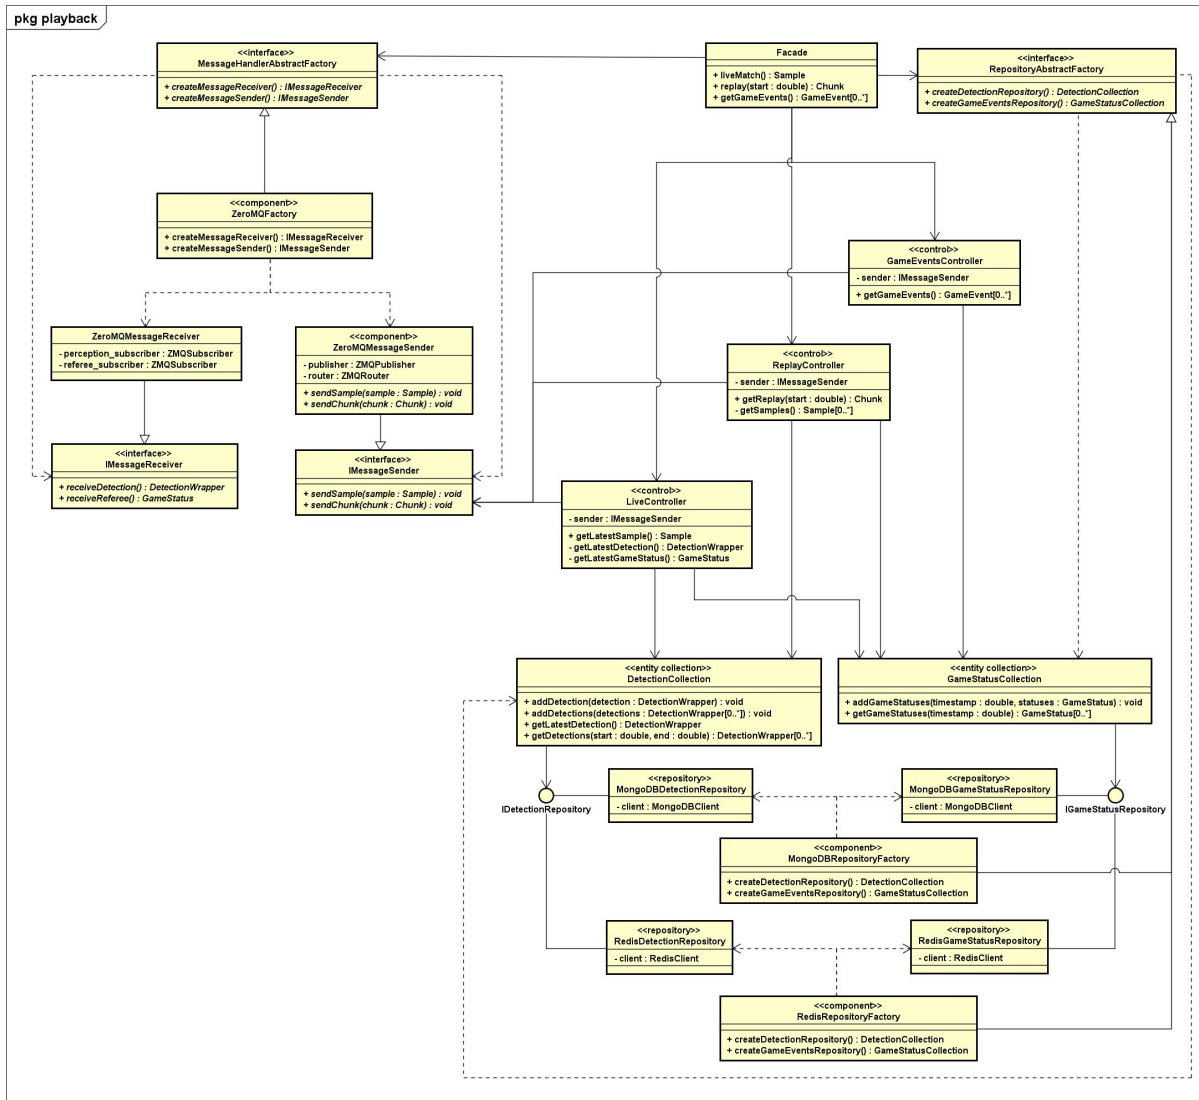 pkg playback
<<interface>>
MessageHandlerAbstractFactory
+ createMessageReceiver() : IMessageReceiver
+ createMessageSender() : IMessageSender
Facade
+ liveMatch() : Sample
+ replay(start : double) : Chunk
+ getGameEvents() : GameEvent[0..*]
<<interface>>
RepositoryAbstractFactory
+ createDetectionRepository() : DetectionCollection
+ createGameEventsRepository() : GameStatusCollection
<<component>>
ZeroMQFactory
+ createMessageReceiver() : IMessageReceiver
+ createMessageSender() : IMessageSender
<<control>>
GameEventsController
- sender : IMessageSender
+ getGameEvents() : GameEvent[0..*]
ZeroMQMessageReceiver
- perception_subscriber : ZMQSubscriber
- referee_subscriber : ZMQSubscriber
<<component>>
ZeroMQMessageSender
- publisher : ZMQPublisher
- router : ZMQRouter
+ sendSample(sample : Sample) : void
+ sendChunk(chunk : Chunk) : void
<<control>>
ReplayController
- sender : IMessageSender
+ getReplay(start : double) : Chunk
- getSamples() : Sample[0..*]
<<interface>>
IMessageReceiver
+ receiveDetection() : DetectionWrapper
+ receiveReferee() : GameStatus
<<interface>>
IMessageSender
+ sendSample(sample : Sample) : void
+ sendChunk(chunk : Chunk) : void
<<control>>
LiveController
- sender : IMessageSender
+ getLatestSample() : Sample
- getLatestDetection() : DetectionWrapper
- getLatestGameStatus() : GameStatus
<<entity collection>>
DetectionCollection
+ addDetection(detection : DetectionWrapper) : void
+ addDetections(detections : DetectionWrapper[0..*]) : void
+ getLatestDetection() : DetectionWrapper
+ getDetections(start : double, end : double) : DetectionWrapper[0..*]
<<entity collection>>
GameStatusCollection
+ addGameStatuses(timestamp : double, statuses : GameStatus) : void
+ getGameStatuses(timestamp : double) : GameStatus[0..*]
IDetectionRepository
<<repository>>
MongoDBDetectionRepository
- client : MongoDBClient
<<repository>>
MongoDBGameStatusRepository
- client : MongoDBClient
IGameStatusRepository
<<component>>
MongoDBRepositoryFactory
+ createDetectionRepository() : DetectionCollection
+ createGameEventsRepository() : GameStatusCollection
<<repository>>
RedisDetectionRepository
- client : RedisClient
<<repository>>
RedisGameStatusRepository
- client : RedisClient
<<component>>
RedisRepositoryFactory
+ createDetectionRepository() : DetectionCollection
+ createGameEventsRepository() : GameStatusCollection